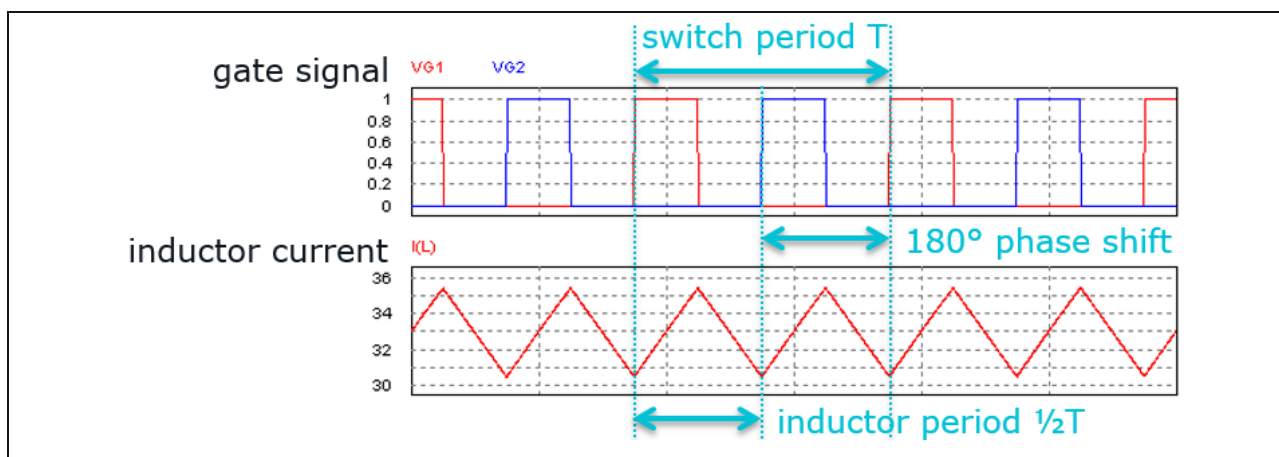 switch period T
gate signal
VG1 VG2
1
0.8
0.6
0.4
0.2
0
180° phase shift
inductor current
I(L)
36
34
32
30
inductor period ½T